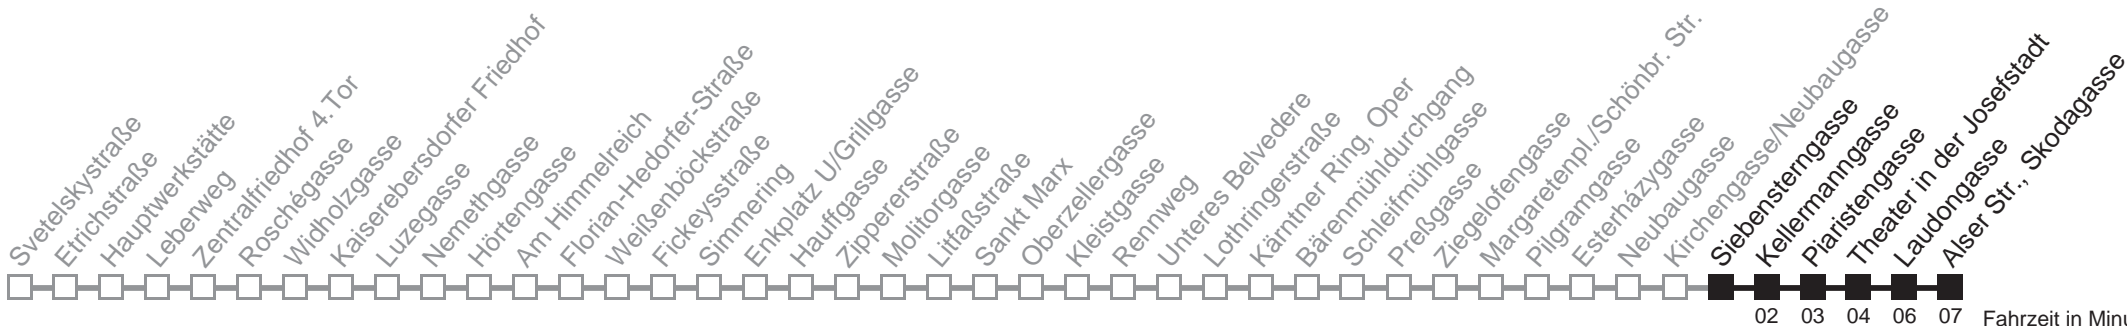 Svetelskystraße
Etrichstraße
Hauptwerkstätte
Leberweg
Zentralfriedhof 4. Tor
Roschégasse
Widholzgasse
Kaiserebersdorfer Friedhof
Luzegasse
Nemethgasse
Hörtengasse
Am Himmelreich
Florian-Hedorfer-Straße
Weißenböckstraße
Fickeysstraße
Simmering
Enkplatz U/Grillgasse
Hauffgasse
Zippererstraße
Molitorgasse
Litfaßstraße
Sankt Marx
Oberzellergasse
Kleistgasse
Rennweg
Unteres Belvedere
Lothringerstraße
Kärntner Ring, Oper
Bärenmühldurchgang
Schleifmühlgasse
Preßgasse
Ziegelofengasse
Margaretenpl./Schönbr. Str.
Pilgramgasse
Esterházygasse
Neubaugasse
Kirchengasse/Neubaugasse
Siebensterngasse
Kellermanngasse
Piaristengasse
Theater in der Josefstadt
Laudongasse
Alser Str., Skodagasse
02 03 04 06 07 Fahrzeit in Minu